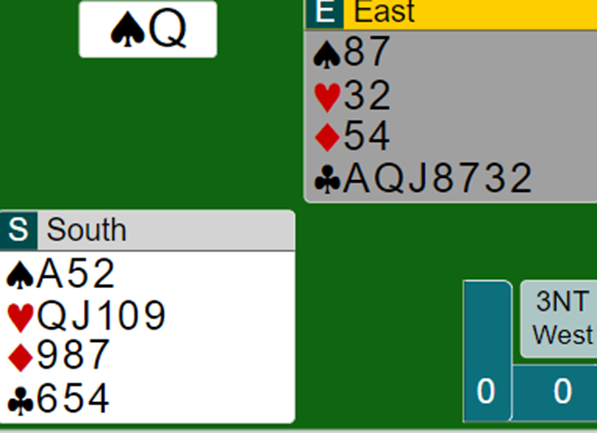 ♠Q
E East
♠87
♥32
♦54
♣AQJ8732
S South
♠A52
♥QJ109
♦987
♣654
3NT
West
0 0